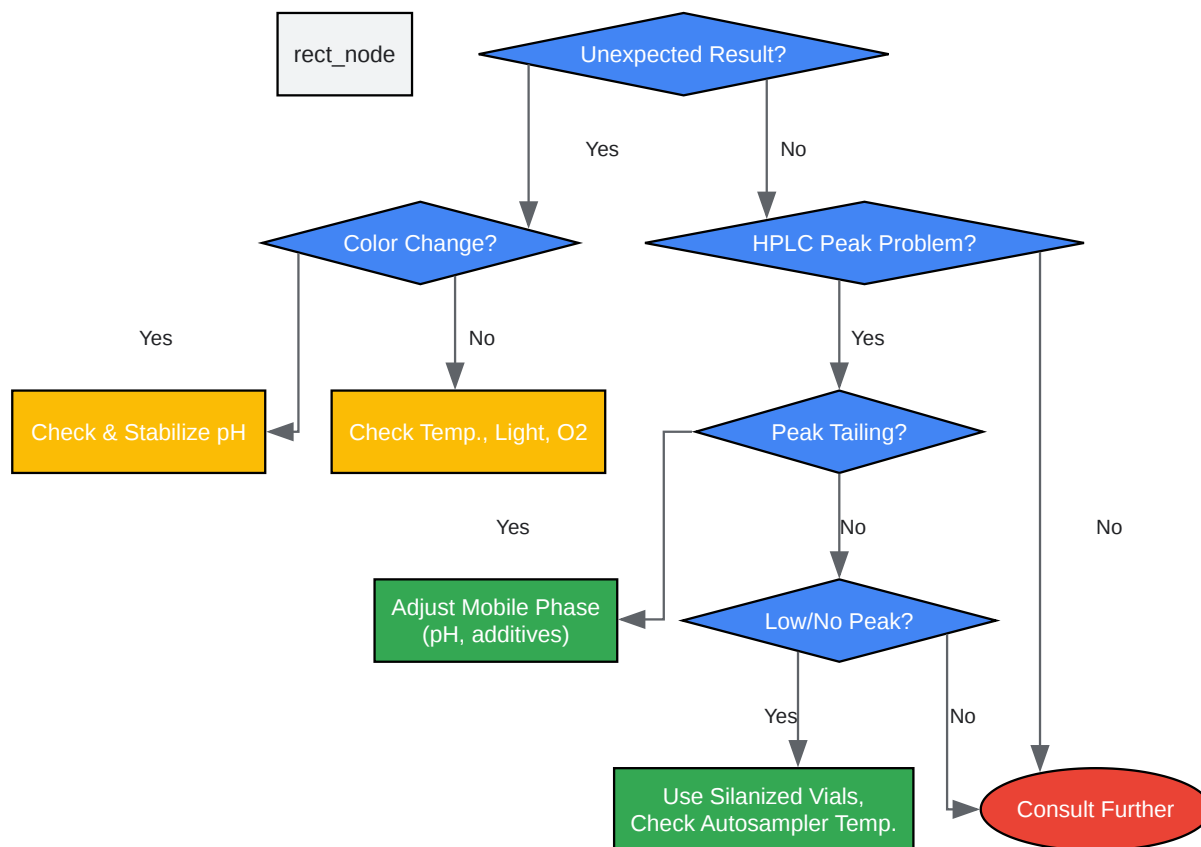 rect_node
Unexpected Result?
Yes
No
Color Change?
HPLC Peak Problem?
Yes
No
Yes
Check & Stabilize pH
Check Temp., Light, O2
Peak Tailing?
Yes
No
No
Adjust Mobile Phase
(pH, additives)
Low/No Peak?
Yes
No
Use Silanized Vials,
Check Autosampler Temp.
Consult Further